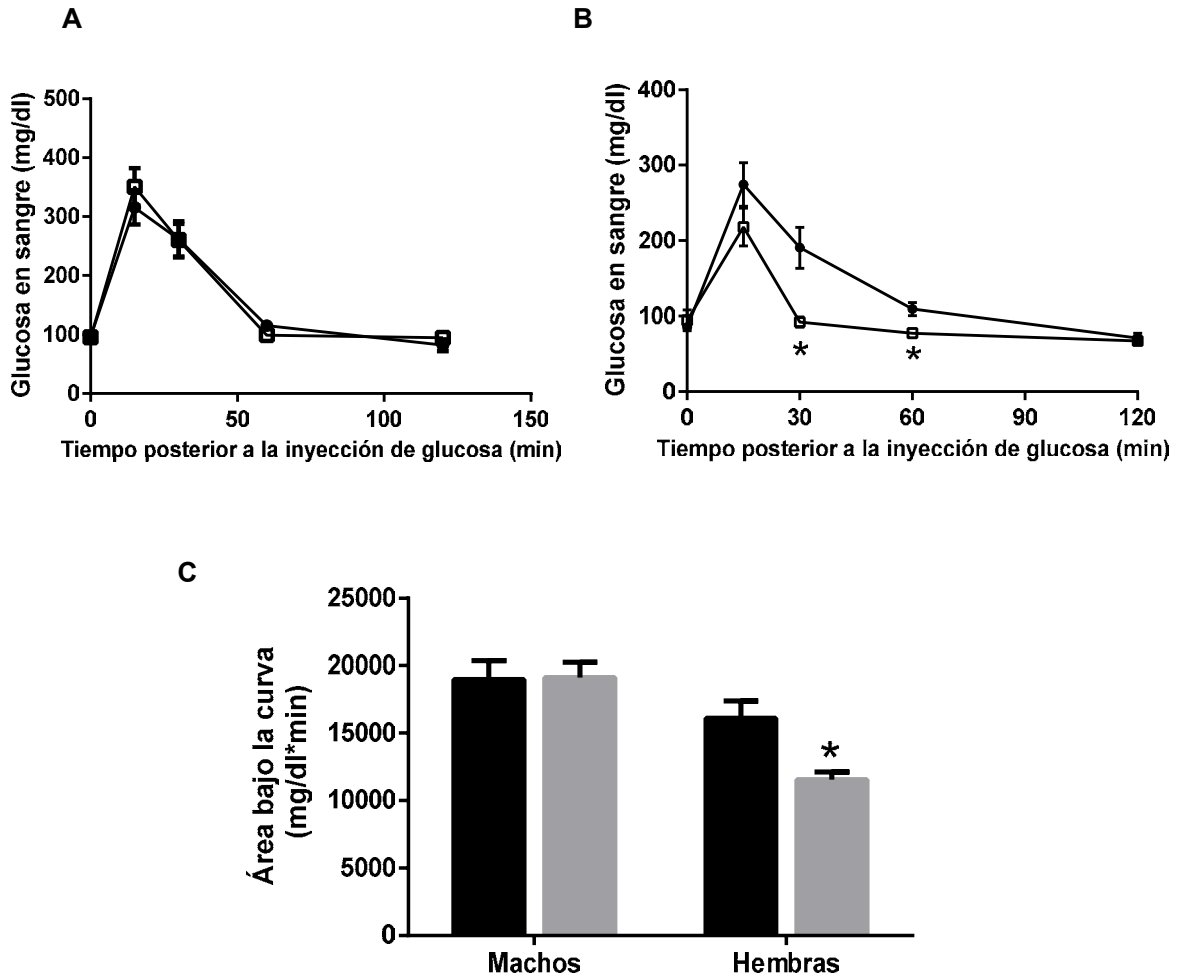 A
B
Glucosa en sangre (mg/dl)
500
400
300
200
100
0
0 50 100 150
Tiempo posterior a la inyección de glucosa (min)
Glucosa en sangre (mg/dl)
400
300
200
100
0
* *
0 30 60 90 120
Tiempo posterior a la inyección de glucosa (min)
C
Área bajo la curva
(mg/dl*min)
25000
20000
15000
10000
5000
0
*
Machos Hembras